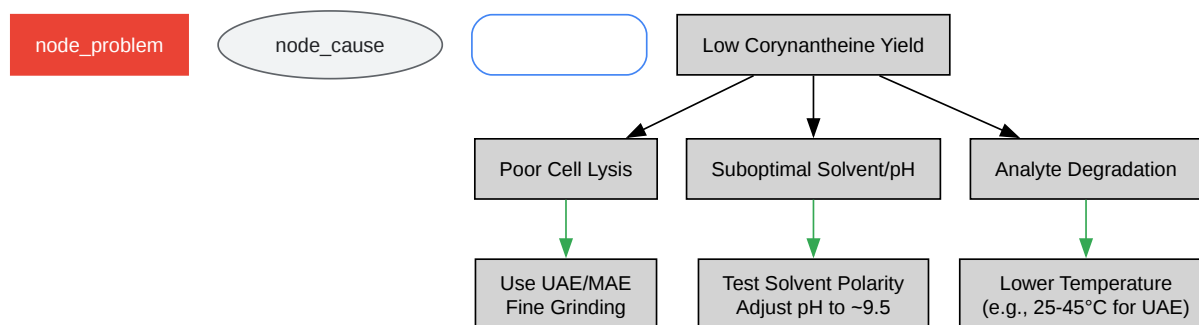 node_problem
node_cause
Low Corynantheine Yield
Poor Cell Lysis
Suboptimal Solvent/pH
Analyte Degradation
Use UAE/MAE
Fine Grinding
Test Solvent Polarity
Adjust pH to ~9.5
Lower Temperature
(e.g., 25-45°C for UAE)